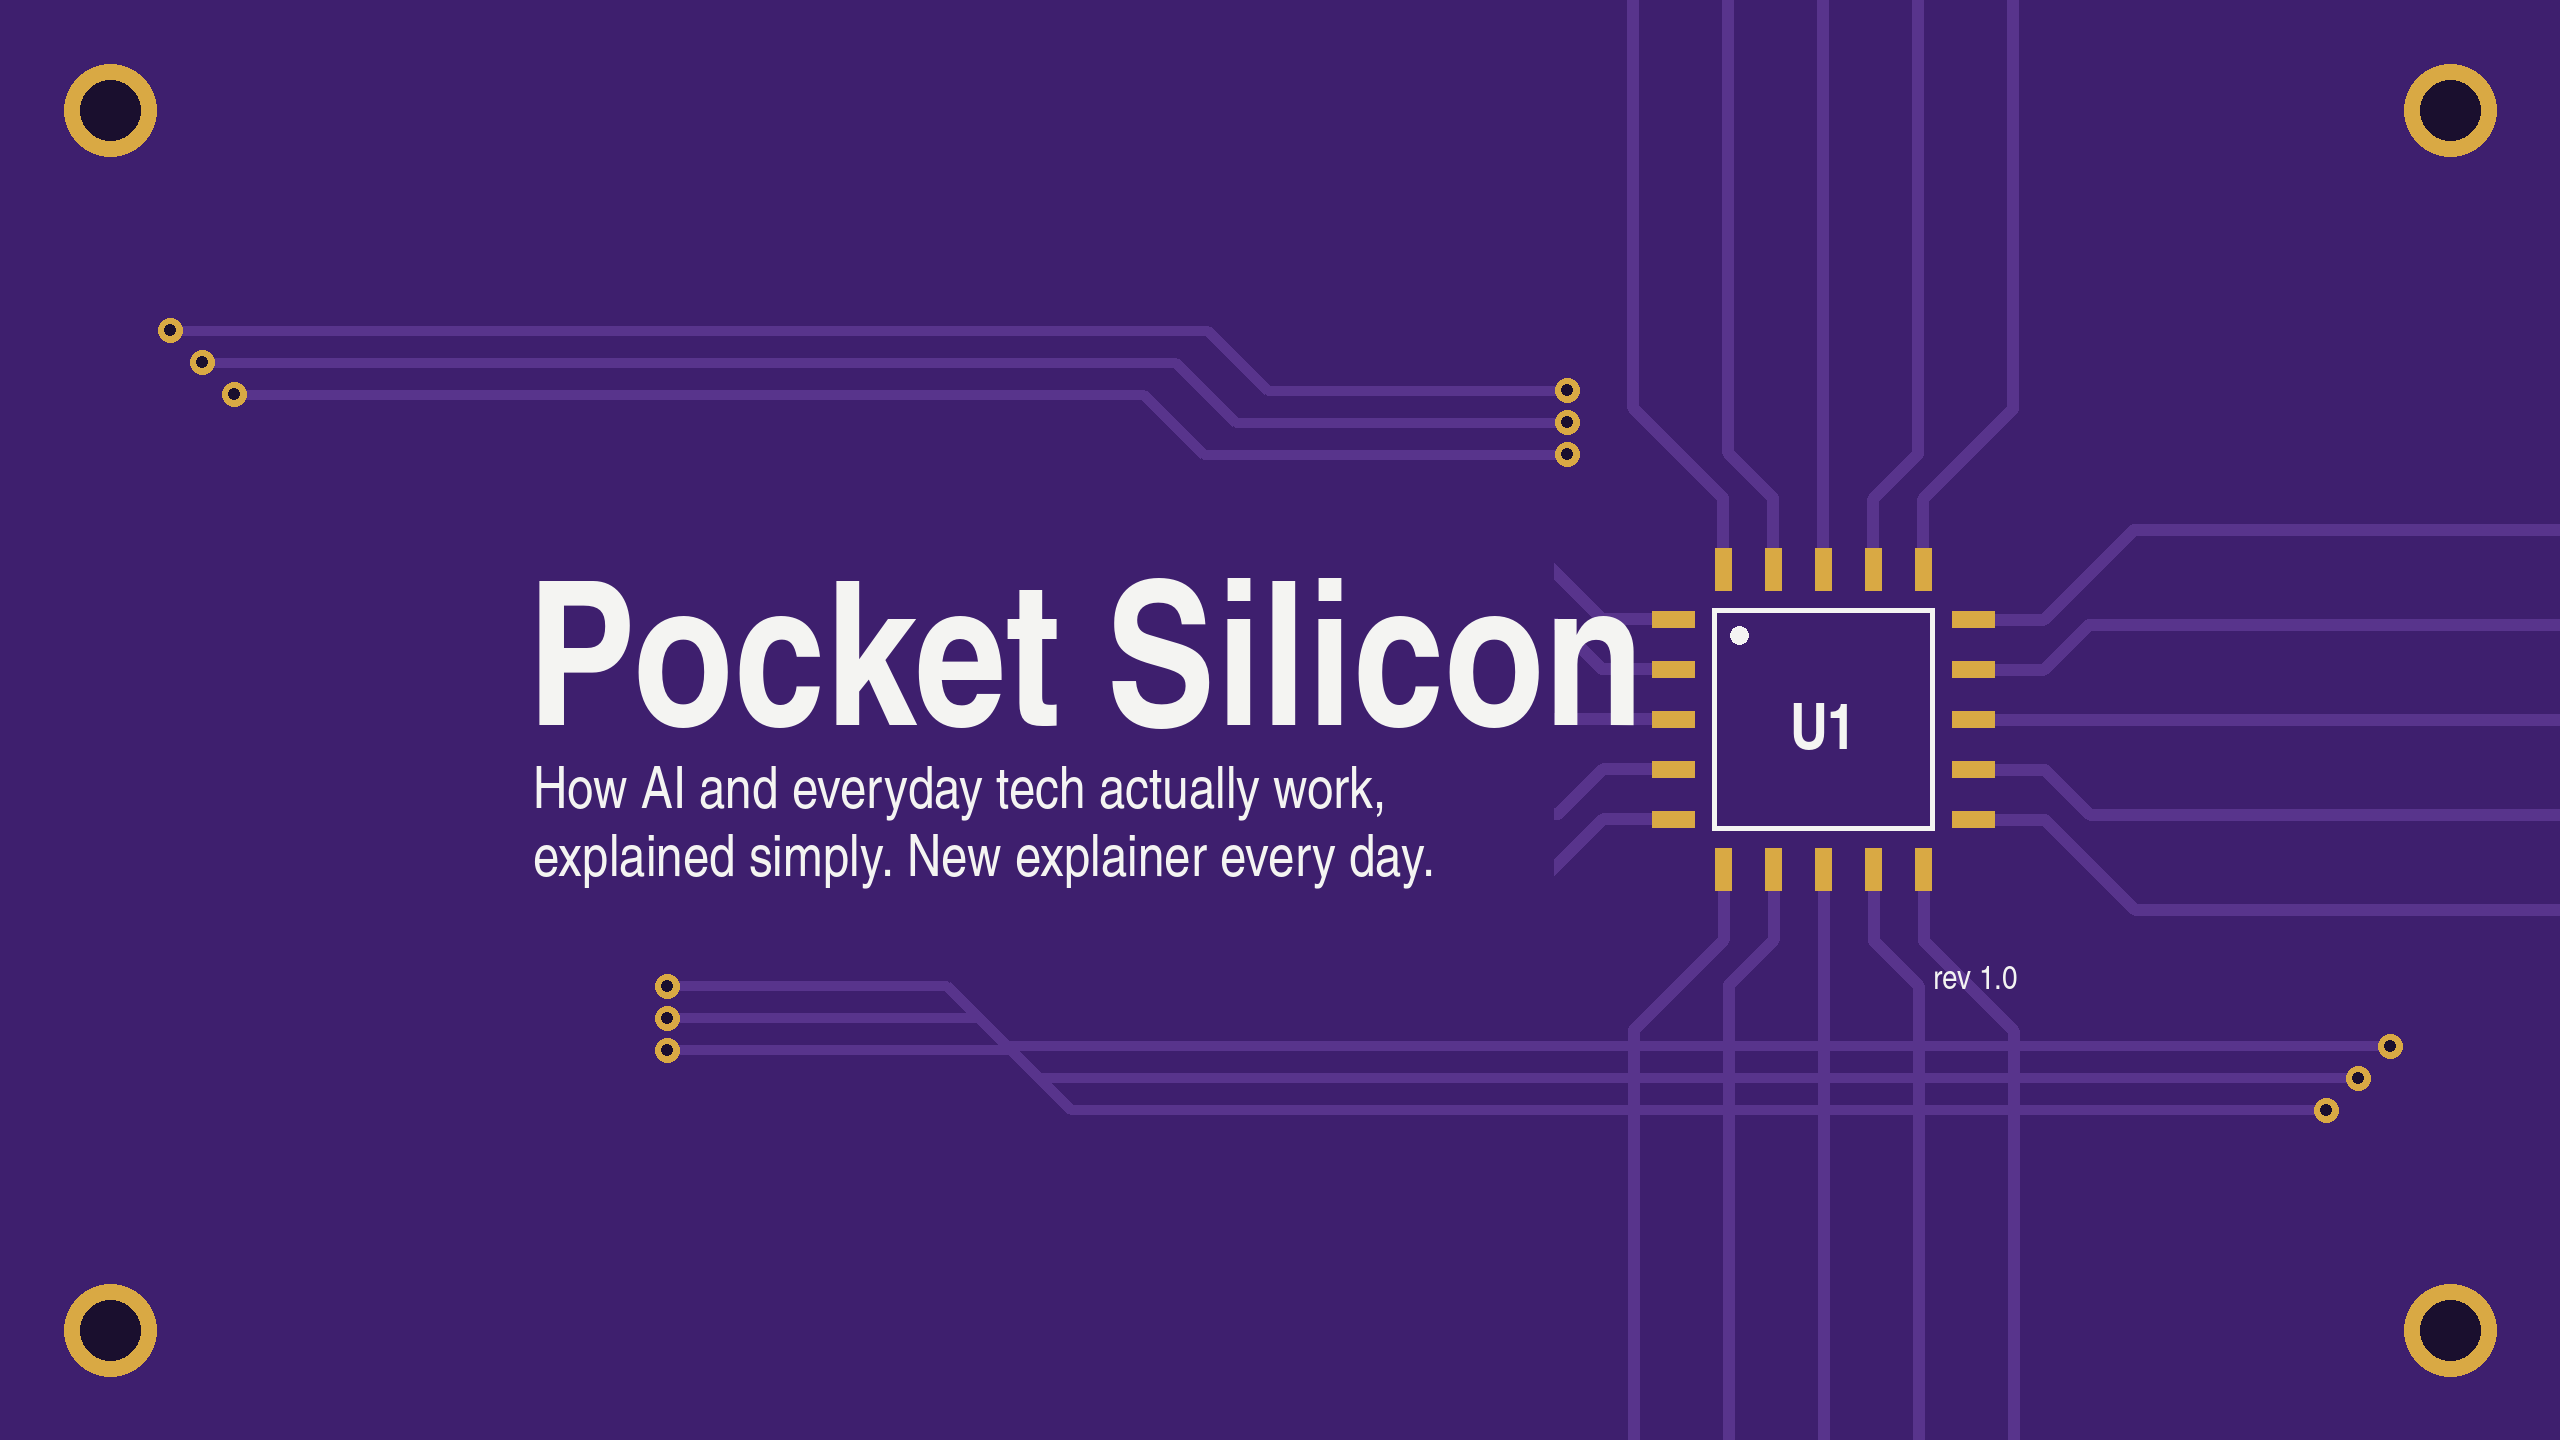 Pocket Silicon
How AI and everyday tech actually work,
explained simply. New explainer every day.
U1
rev 1.0